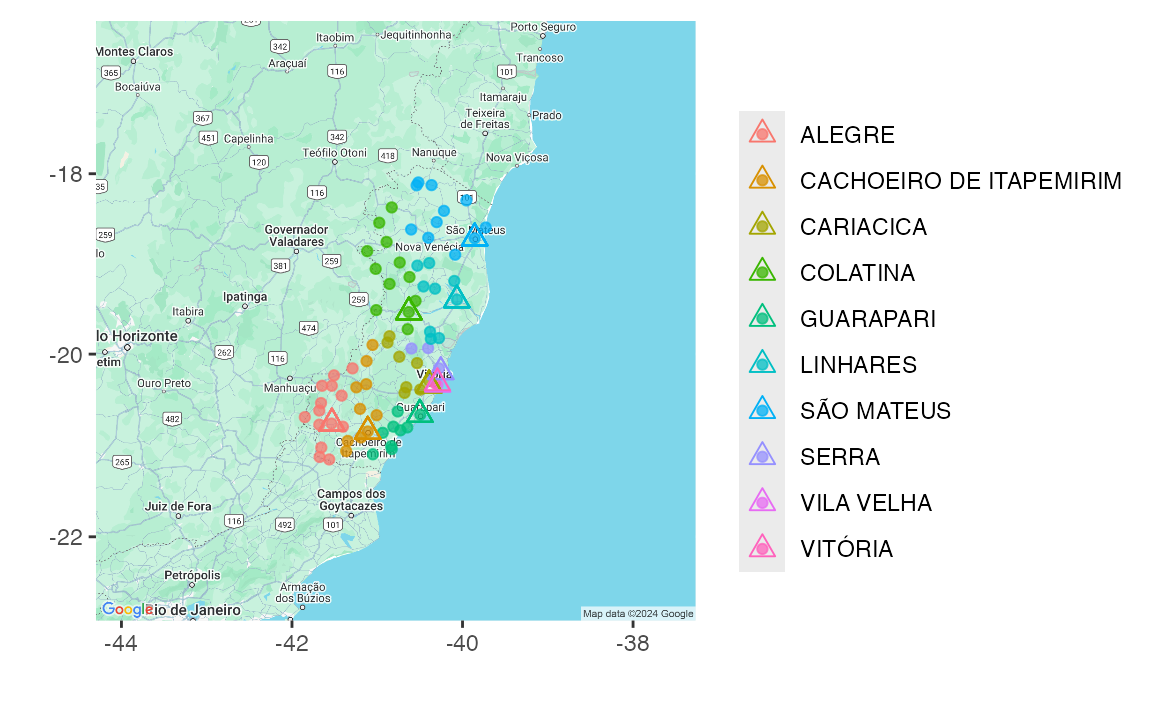 251
Porto Seguro
Itaobim
Jequitinhonha
342
Montes Claros
Trancoso
Araçuaí
365
116
101
Bocaiúva
Itamaraju
Teixeira
de Freitas
Prado
367
451
Capelinha
342
Teófilo Otoni
418
Nanuque
Nova Viçosa
120
-18
35
116
101
259
Governador
Valadares
São Mateus
Nova Venécia
lo
381
259
Ipatinga
259
Itabira
474
lo Horizonte
262
-20
etim
116
Vitória
Ouro Preto
Manhuaçu
482
Guarapari
Cachoeiro de
Itapemirim
265
Campos dos
Goytacazes
Juiz de Fora
116
492
101
-22
Petrópolis
Armação
dos Búzios
Google
Rio de Janeiro
Map data ©2024 Google
-44
-42
-40
-38
ALEGRE
CACHOEIRO DE ITAPEMIRIM
CARIACICA
COLATINA
GUARAPARI
LINHARES
SÃO MATEUS
SERRA
VILA VELHA
VITÓRIA